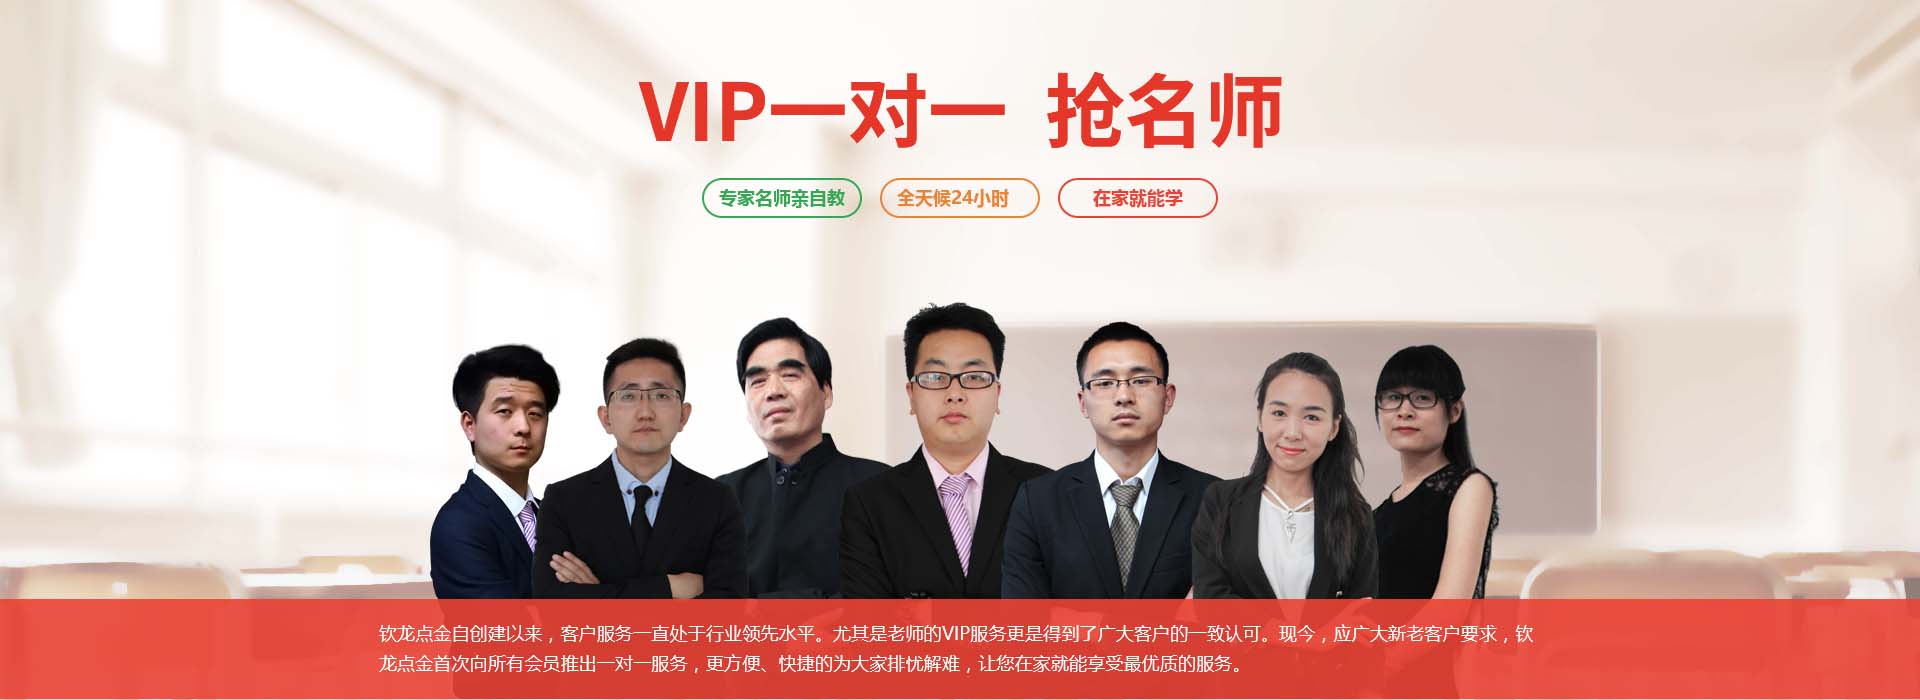 VIP一对一 抢名师
专家名师亲自教 全天候24小时 在家就能学
钦龙点金自创建以来，客户服务一直处于行业领先水平。尤其是老师的VIP服务更是得到了广大客户的一致认可。现今，应广大新老客户要求，钦
龙点金首次向所有会员推出一对一服务，更方便、快捷的为大家排忧解难，让您在家就能享受最优质的服务。